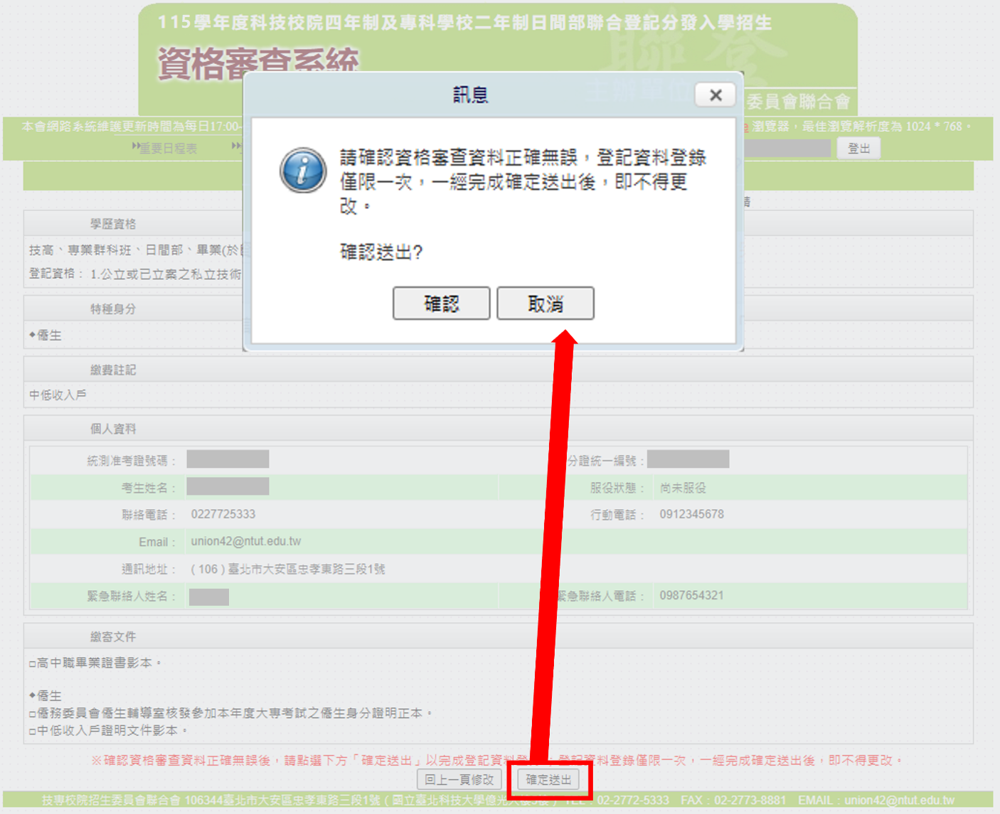 115學年度科技校院四年制及專科學校二年制日間部聯合登記分發入學招生
資格審查系統
聯登
主辦單位
委員會聯合會
本會網路系統維護更新時間為每日17:00-
瀏覽器，最佳瀏覽解析度為 1024 * 768。
重要日程表
登出
訊息
請確認資格審查資料正確無誤，登記資料登錄
僅限一次，一經完成確定送出後，即不得更
改。
確認送出?
確認 取消
學歷資格
技高、專業群科班、日間部、畢業(於
登記資格：1.公立或已立案之私立技術
特種身分
◆僑生
繳費註記
中低收入戶
個人資料
統測准考證號碼：
分證統一編號：
考生姓名：
服役狀態： 尚未服役
聯絡電話： 0227725333
行動電話： 0912345678
Email： union42@ntut.edu.tw
通訊地址： ( 106 ) 臺北市大安區忠孝東路三段1號
緊急聯絡人姓名：
緊急聯絡人電話： 0987654321
繳寄文件
□高中職畢業證書影本。
◆僑生
□僑務委員會僑生輔導室核發參加本年度大專考試之僑生身分證明正本。
□中低收入戶證明文件影本。
※確認資格審查資料正確無誤後，請點選下方「確定送出」以完成登記資料登 登記資料登錄僅限一次，一經完成確定送出後，即不得更改。
回上一頁修改 確定送出
技專校院招生委員會聯合會 106344臺北市大安區忠孝東路三段1號 ( 國立臺北科技大學億光大樓5樓 ) TEL：02-2772-5333 FAX：02-2773-8881 EMAIL：union42@ntut.edu.tw